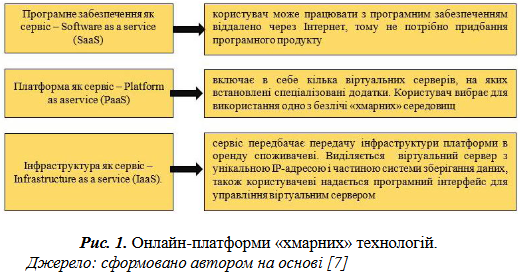 Програмне забезпечення як
сервіс – Software as a service
(SaaS)
користувач може працювати з програмним забезпеченням
віддалено через Інтернет, тому не потрібно придбання
програмного продукту
Платформа як сервіс – Platform
as aservice (PaaS)
включає в себе кілька віртуальних серверів, на яких
встановлені спеціалізовані додатки. Користувач вибрає для
використання одно з безлічі «хмарних» середовищ
Інфраструктура як сервіс –
Infrastructure as a service (IaaS).
сервіс передбачає передачу інфраструктури платформи в
оренду споживачеві. Виділяється віртуальний сервер з
унікальною IP-адресою і частиною системи зберігання даних,
також користувачеві надається програмний інтерфейс для
управління віртуальним сервером
Рис. 1. Онлайн-платформи «хмарних» технологій.
Джерело: сформовано автором на основі [7]